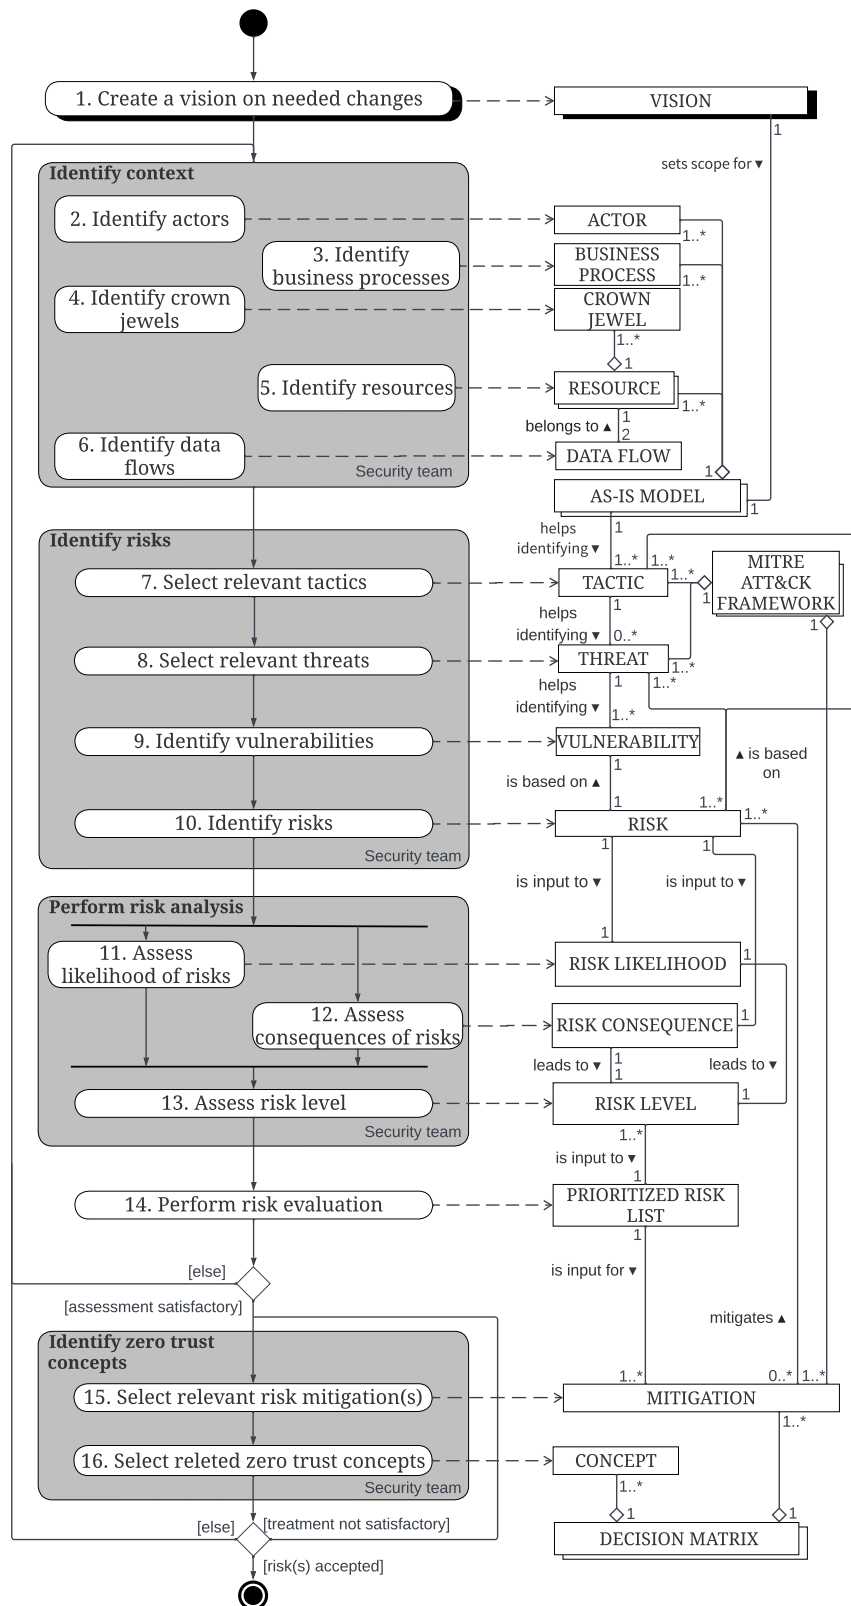 1. Create a vision on needed changes
VISION
1
sets scope for ▼
Identify context
2. Identify actors
ACTOR
1..*
3. Identify
business processes
BUSINESS
PROCESS
1..*
4. Identify crown
jewels
CROWN
JEWEL
1..*
1
5. Identify resources
RESOURCE
1..*
1
belongs to ▲
2
6. Identify data
flows
DATA FLOW
Security team
1
AS-IS MODEL
1
helps
identifying ▼
1
1..*
1..*
Identify risks
7. Select relevant tactics
TACTIC
1..*
1
MITRE
ATT&CK
FRAMEWORK
1
1
helps
identifying ▼
0..*
8. Select relevant threats
THREAT
1..*
1
1..*
helps
identifying ▼
1..*
9. Identify vulnerabilities
VULNERABILITY
1
▲ is based
on
is based on ▲
1
1..*
10. Identify risks
RISK
1..*
1
1
Security team
is input to ▼
is input to ▼
Perform risk analysis
1
11. Assess
likelihood of risks
RISK LIKELIHOOD
1
12. Assess
consequences of risks
RISK CONSEQUENCE
1
1
leads to ▼
leads to ▼
1
13. Assess risk level
RISK LEVEL
1
Security team
1..*
is input to ▼
1
14. Perform risk evaluation
PRIORITIZED RISK
LIST
1
[else]
is input for ▼
[assessment satisfactory]
mitigates ▲
Identify zero trust
concepts
1..*
0..*
1..*
15. Select relevant risk mitigation(s)
MITIGATION
1..*
16. Select releted zero trust concepts
CONCEPT
Security team
1..*
1
1
[else]
[treatment not satisfactory]
DECISION MATRIX
[risk(s) accepted]